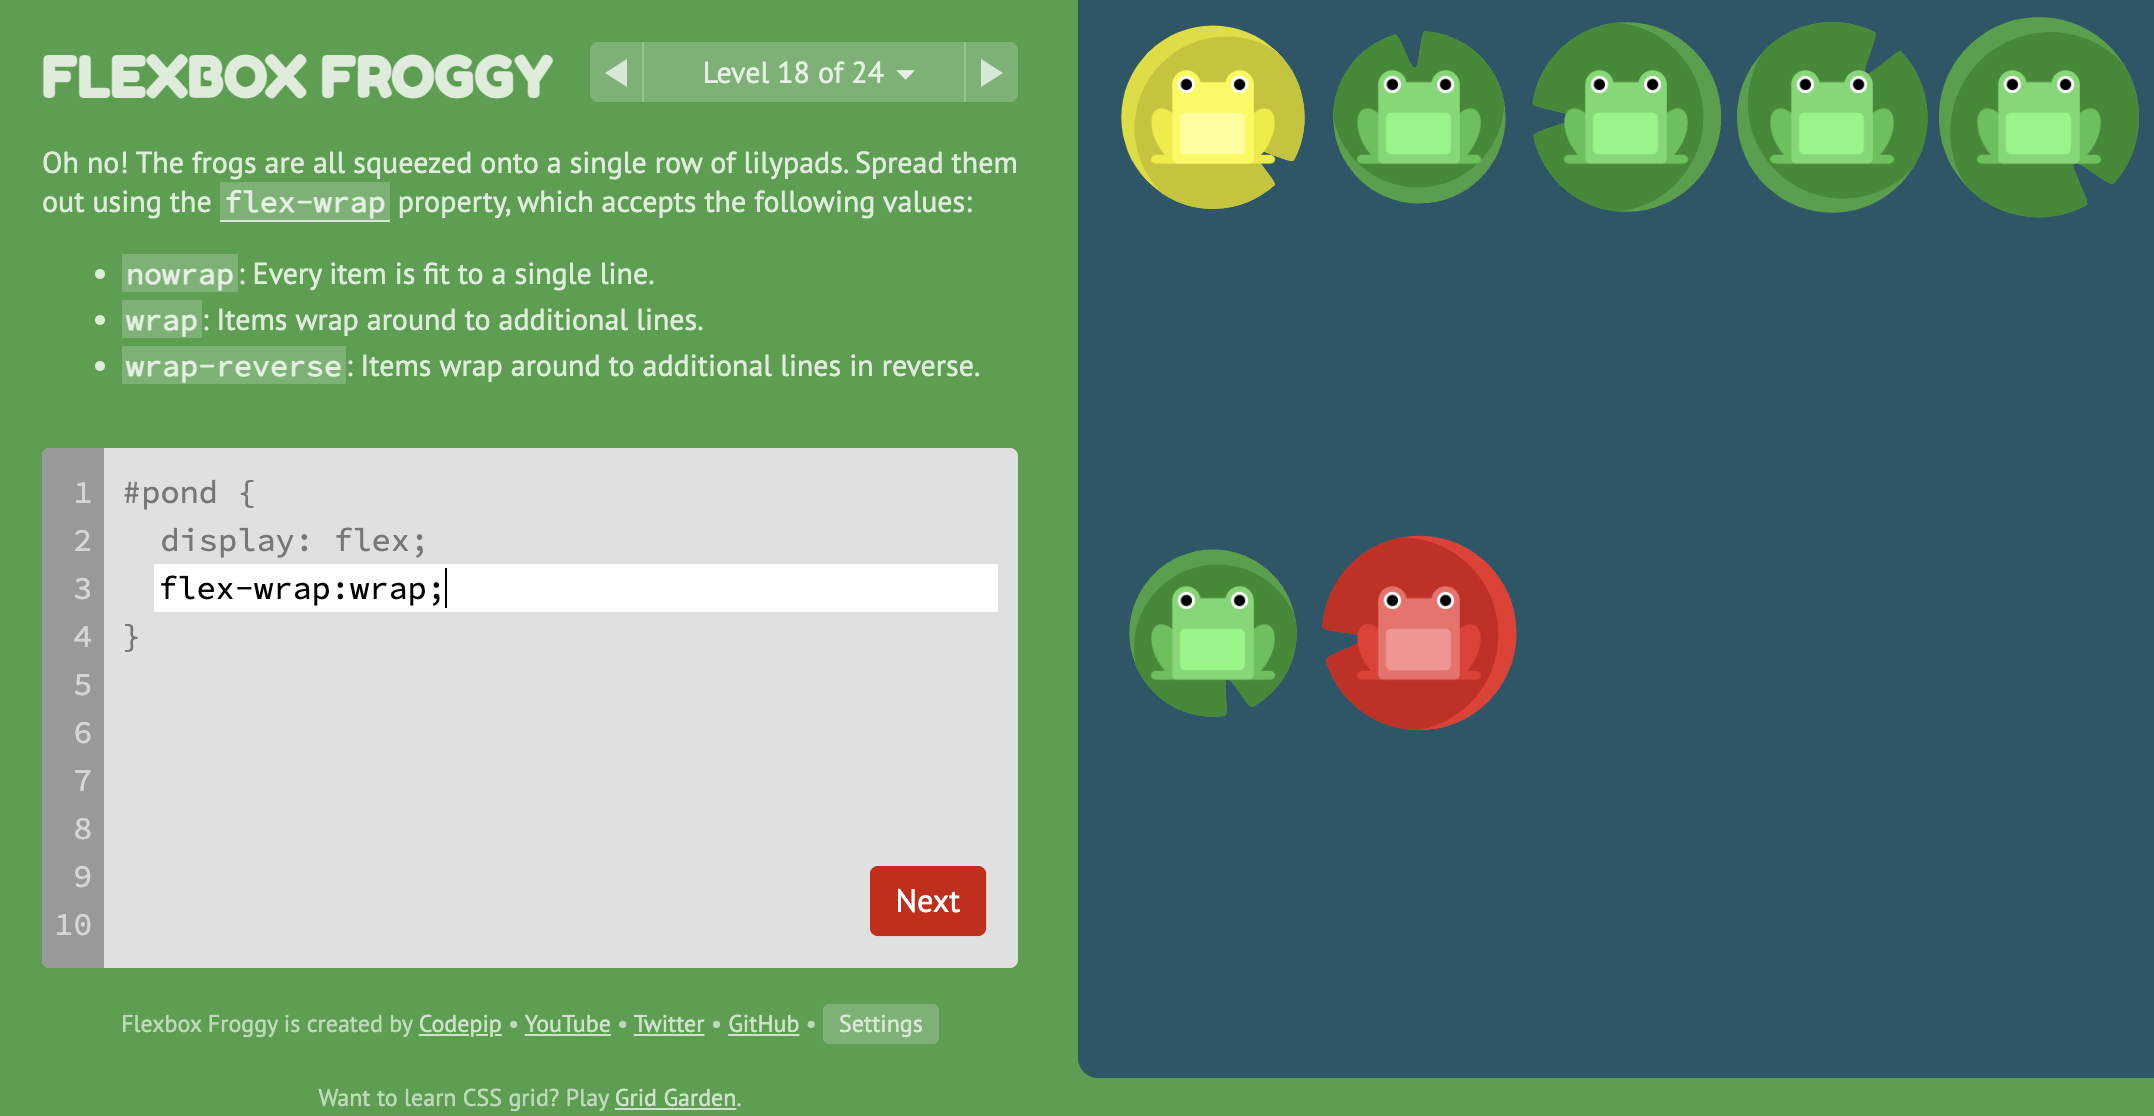 FLEXBOX FROGGY
Level 18 of 24
Oh no! The frogs are all squeezed onto a single row of lilypads. Spread them
out using the flex-wrap property, which accepts the following values:
• nowrap: Every item is fit to a single line.
• wrap: Items wrap around to additional lines.
• wrap-reverse: Items wrap around to additional lines in reverse.
1 #pond {
2 display: flex;
3 flex-wrap:wrap;
4 }
5
6
7
8
9
10
Next
Flexbox Froggy is created by Codepip • YouTube • Twitter • GitHub • Settings
Want to learn CSS grid? Play Grid Garden.